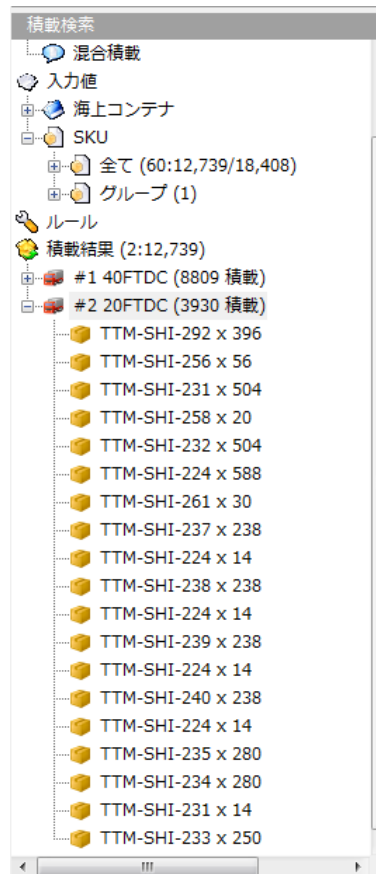 積載検索
混合積載
入力値
海上コンテナ
SKU
全て (60:12,739/18,408)
グループ (1)
ルール
積載結果 (2:12,739)
#1 40FTDC (8809 積載)
#2 20FTDC (3930 積載)
TTM-SHI-292 x 396
TTM-SHI-256 x 56
TTM-SHI-231 x 504
TTM-SHI-258 x 20
TTM-SHI-232 x 504
TTM-SHI-224 x 588
TTM-SHI-261 x 30
TTM-SHI-237 x 238
TTM-SHI-224 x 14
TTM-SHI-238 x 238
TTM-SHI-224 x 14
TTM-SHI-239 x 238
TTM-SHI-224 x 14
TTM-SHI-240 x 238
TTM-SHI-224 x 14
TTM-SHI-235 x 280
TTM-SHI-234 x 280
TTM-SHI-231 x 14
TTM-SHI-233 x 250